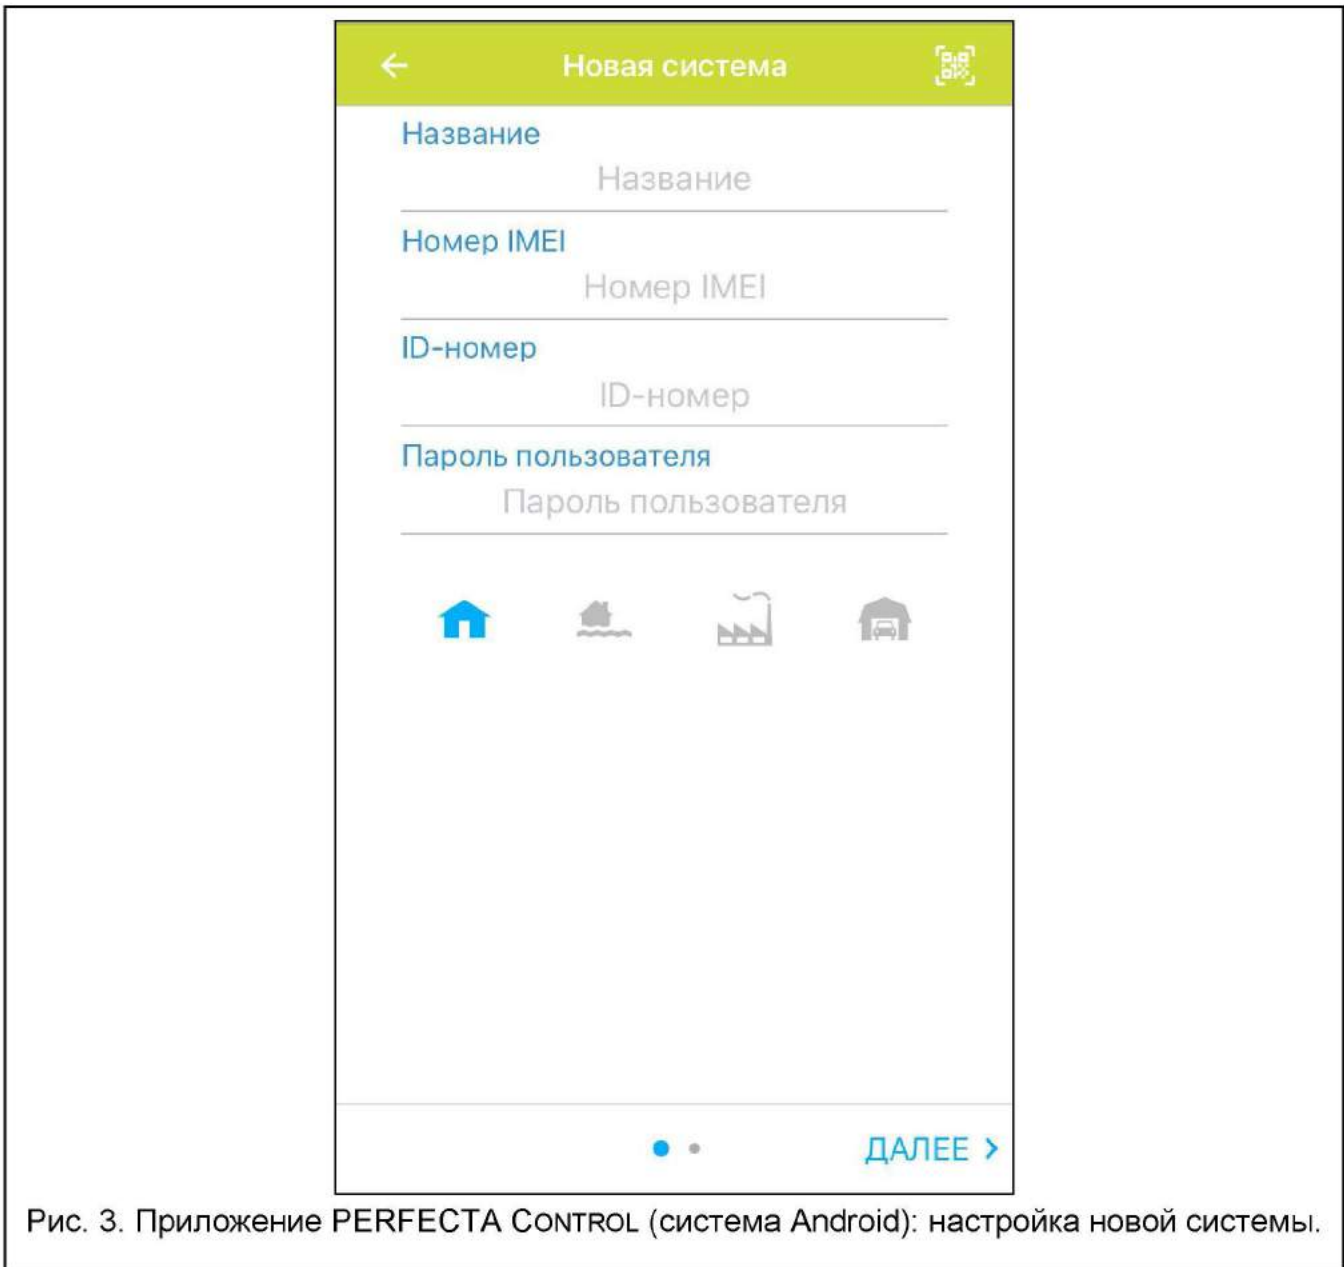 Новая система
Название
Название
Номер IMEI
Номер IMEI
ID-номер
ID-номер
Пароль пользователя
Пароль пользователя
ДАЛЕЕ >
Рис. 3. Приложение PERFECTA CONTROL (система Android): настройка новой системы.